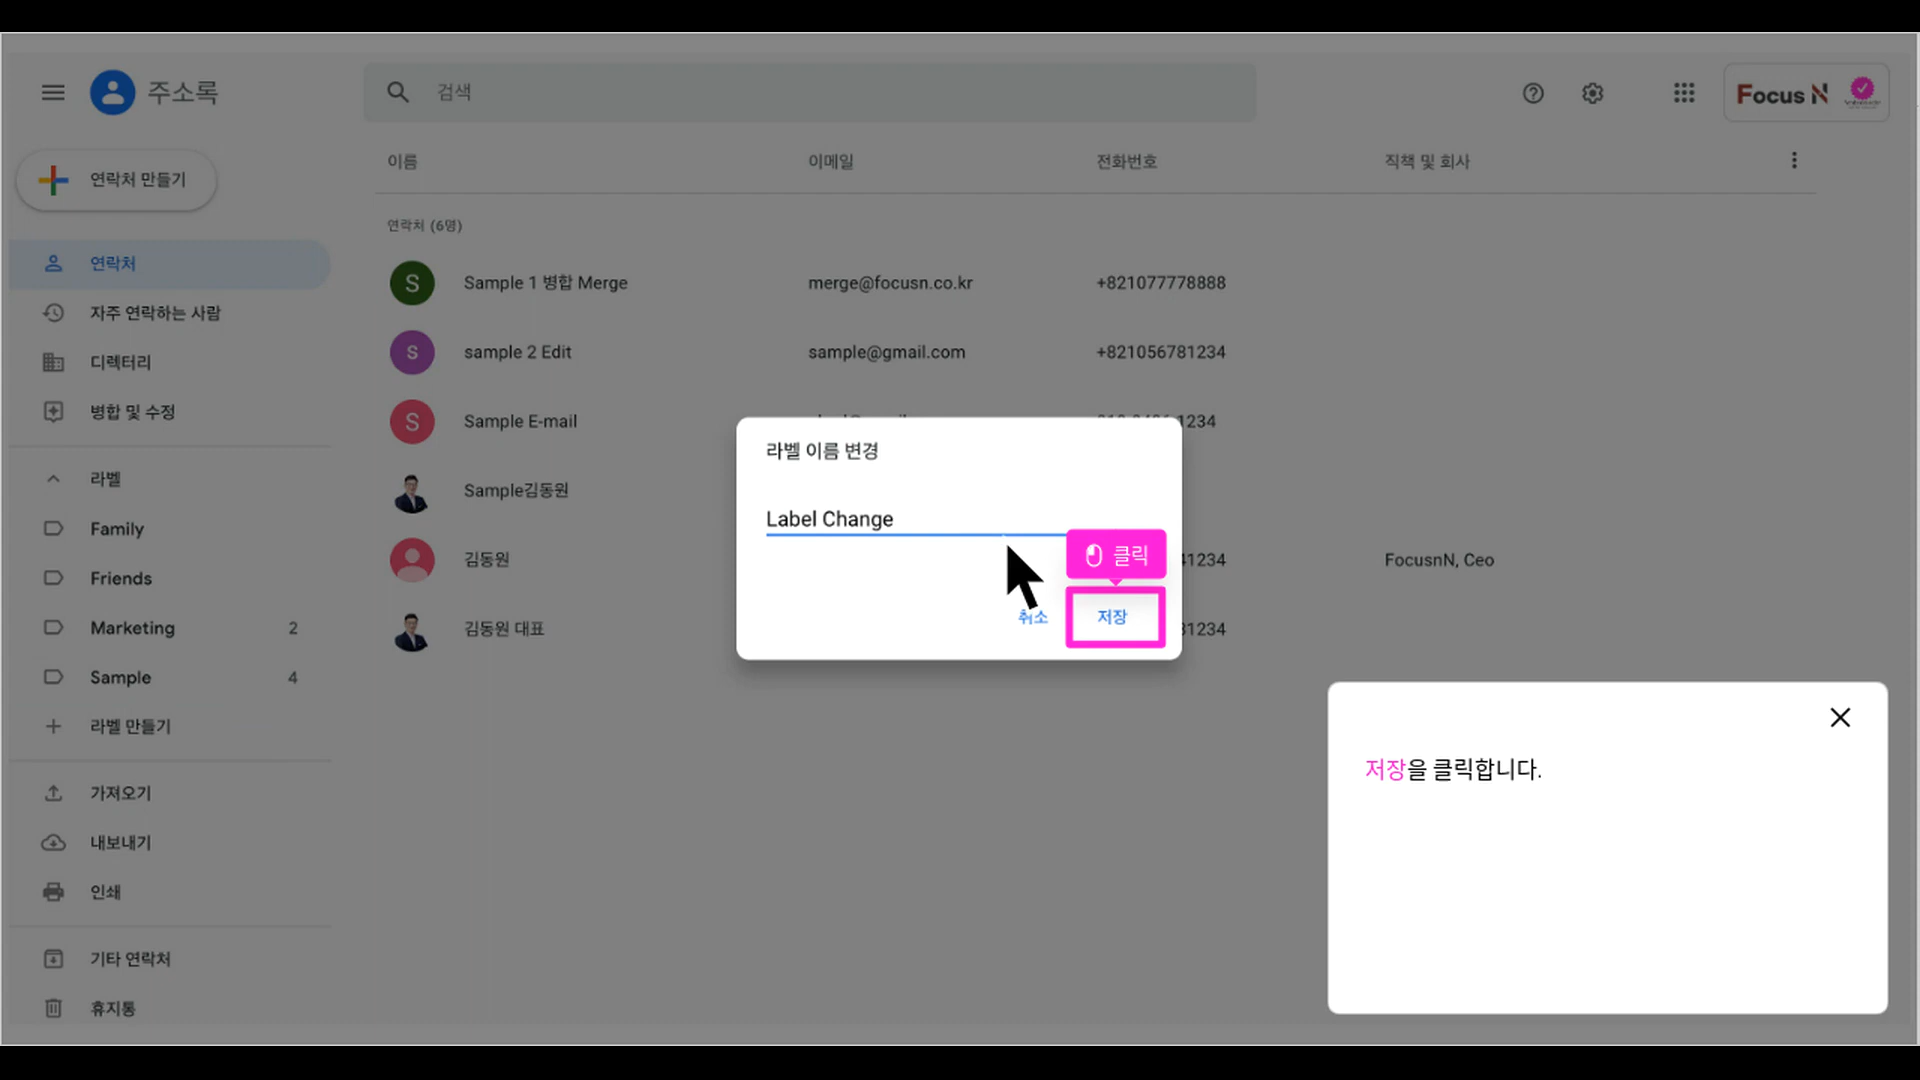 주소록
검색
Focus N
연락처 만들기
이름 이메일 전화번호 직책 및 회사
연락처 (6명)
연락처
자주 연락하는 사람
디렉터리
병합 및 수정
라벨
Family
Friends
Marketing 2
Sample 4
라벨 만들기
가져오기
내보내기
인쇄
기타 연락처
휴지통
S Sample 1 병합 Merge merge@focusn.co.kr +821077778888
s sample 2 Edit sample@gmail.com +821056781234
S Sample E-mail 1234
Sample김동원
김동원 41234 FocusnN, Ceo
김동원 대표 31234
라벨 이름 변경
Label Change
클릭
취소 저장
저장을 클릭합니다.